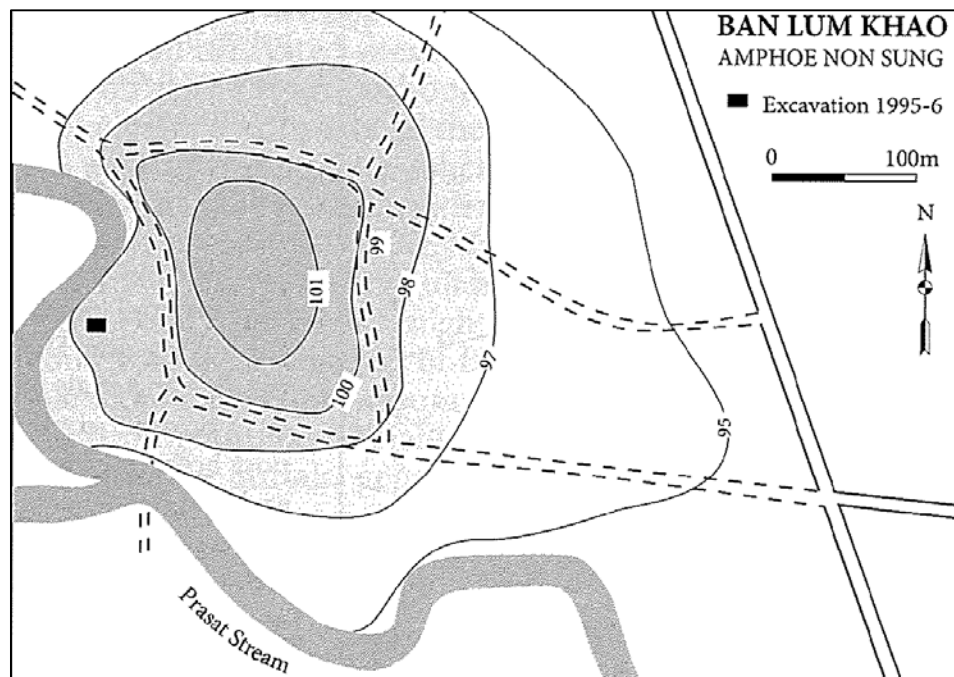 BAN LUM KHAO
AMPHOE NON SUNG
Excavation 1995-6
0 100m
N
99
101
98
97
100
95
Prasat Stream